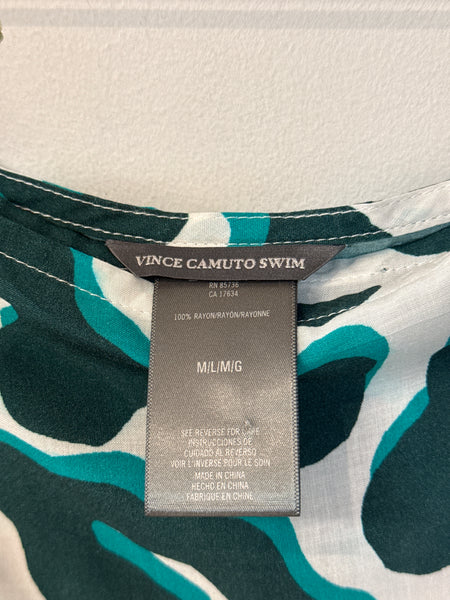 VINCE CAMUTO SWIM
RN 85736
CA 17634
100% RAYON/RAYÓN/RAYONNE
M/L/M/G
SEE REVERSE FOR CARE
INSTRUCCIONES DE
CUIDADO AL REVERSO
VOIR L'INVERSE POUR LE SOIN
MADE IN CHINA
HECHO EN CHINA
FABRIQUE EN CHINE